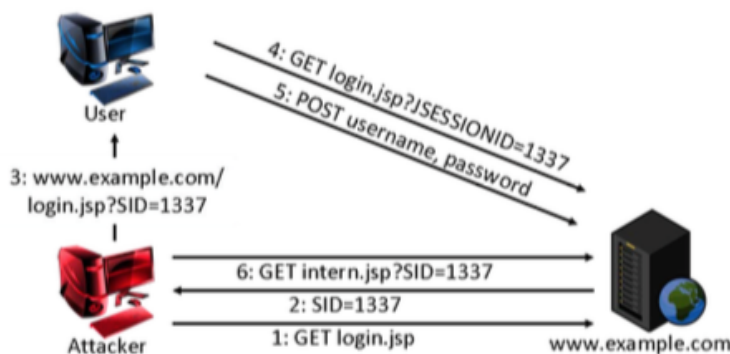 4: GET login.jsp?JSESSIONID=1337
5: POST username, password
User
3: www.example.com/
login.jsp?SID=1337
6: GET intern.jsp?SID=1337
2: SID=1337
1: GET login.jsp
Attacker
www.example.com